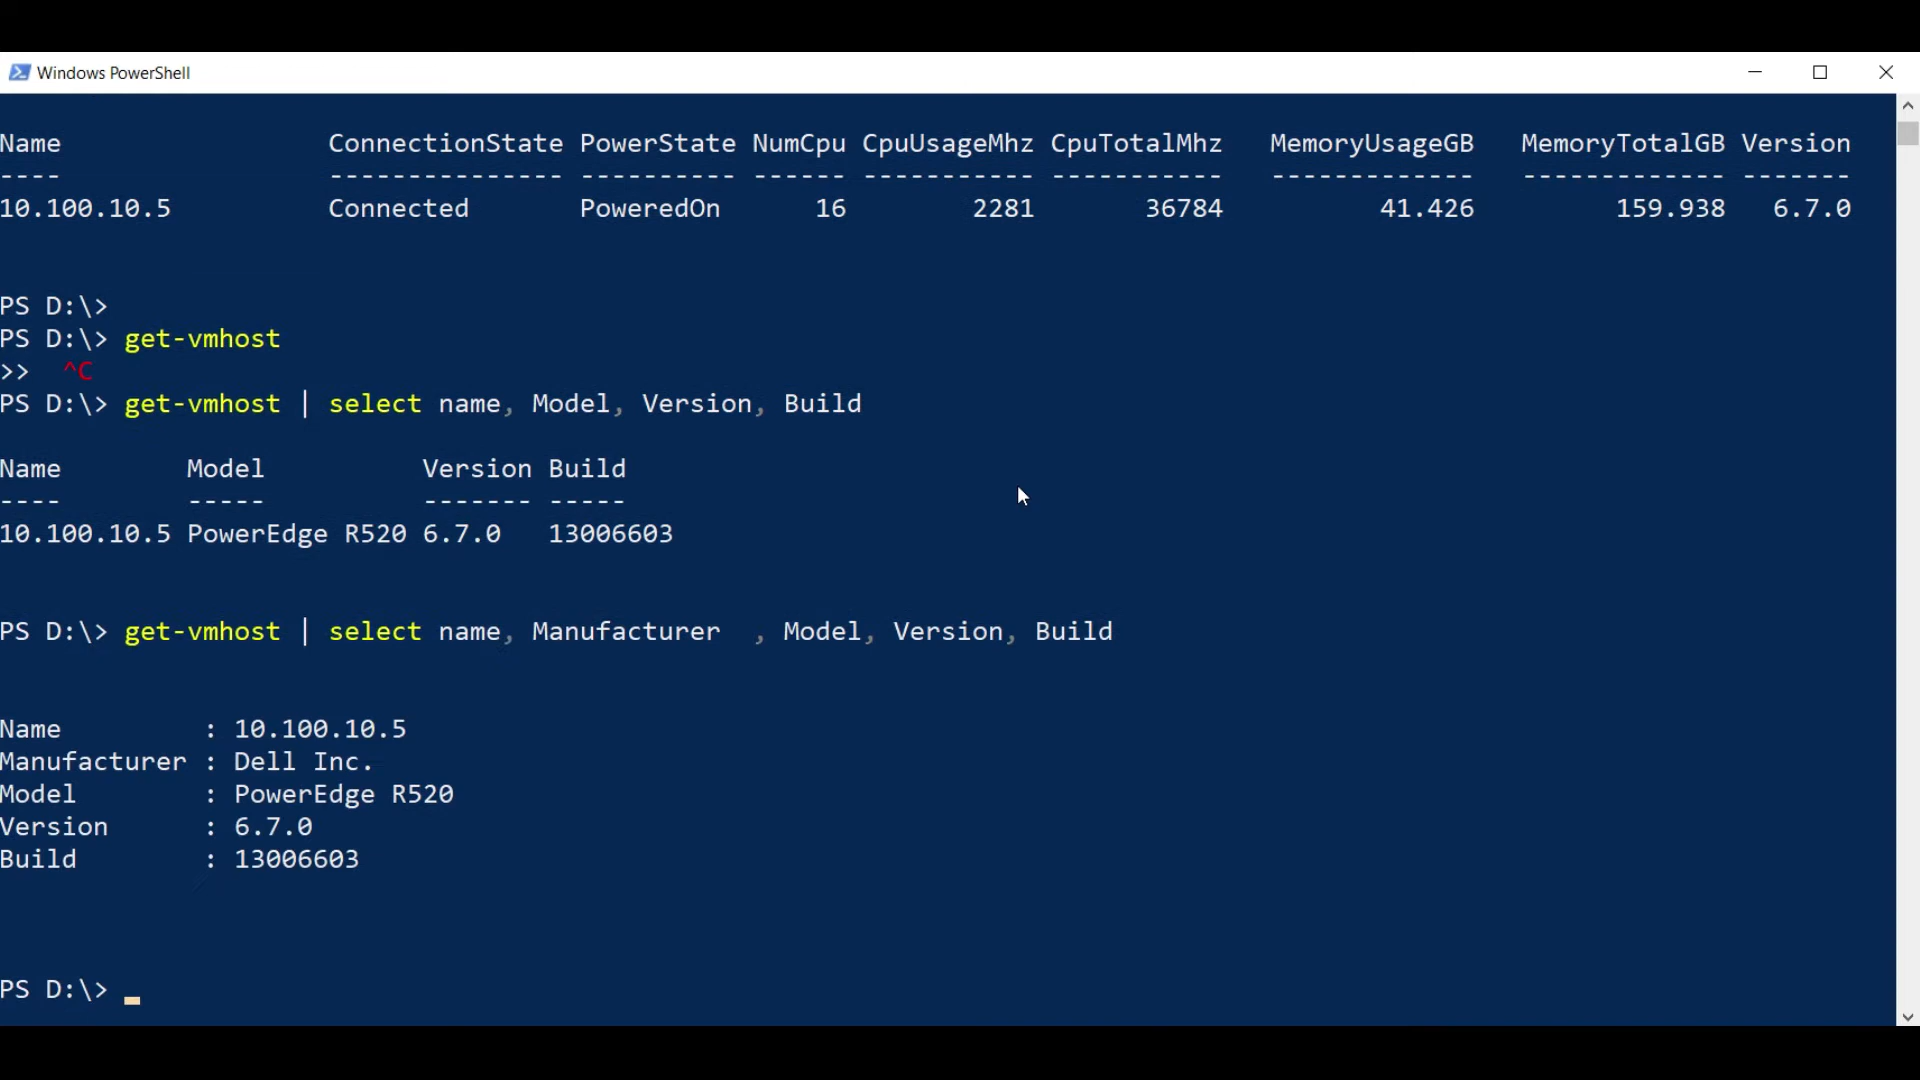 Windows PowerShell
Name ConnectionState PowerState NumCpu CpuUsageMhz CpuTotalMhz MemoryUsageGB MemoryTotalGB Version
---- --------------- ---------- ------ ----------- ----------- ------------- ------------- -------
10.100.10.5 Connected PoweredOn 16 2281 36784 41.426 159.938 6.7.0
PS D:\>
PS D:\> get-vmhost
>> ^C
PS D:\> get-vmhost | select name, Model, Version, Build
Name Model Version Build
---- ----- ------- -----
10.100.10.5 PowerEdge R520 6.7.0 13006603
PS D:\> get-vmhost | select name, Manufacturer , Model, Version, Build
Name : 10.100.10.5
Manufacturer : Dell Inc.
Model : PowerEdge R520
Version : 6.7.0
Build : 13006603
PS D:\>